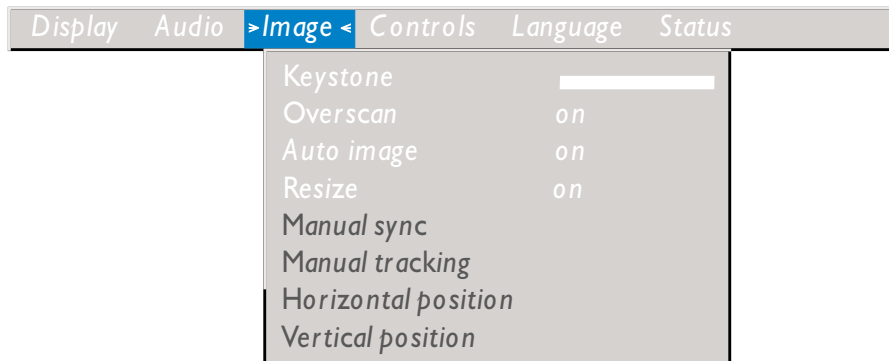 Display Audio >Image < Controls Language Status
Keystone
Overscan on
Auto image on
Resize on
Manual sync
Manual tracking
Horizontal position
Vertical position